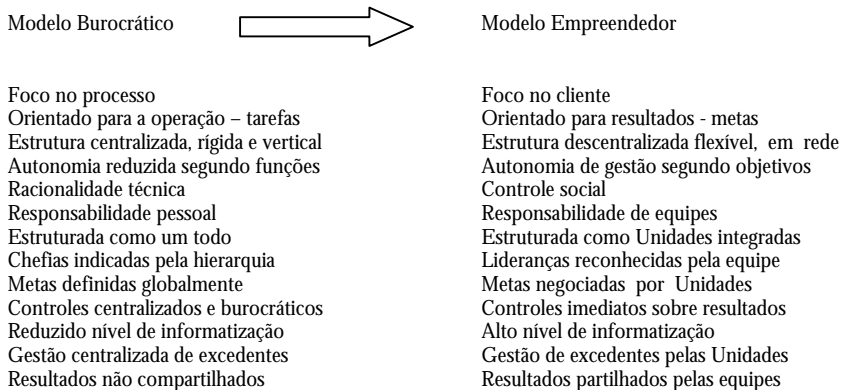 Modelo Burocrático Modelo Empreendedor
Foco no processo Foco no cliente
Orientado para a operação – tarefas Orientado para resultados - metas
Estrutura centralizada, rígida e vertical Estrutura descentralizada flexível, em rede
Autonomia reduzida segundo funções Autonomia de gestão segundo objetivos
Racionalidade técnica Controle social
Responsabilidade pessoal Responsabilidade de equipes
Estruturada como um todo Estruturada como Unidades integradas
Chefias indicadas pela hierarquia Lideranças reconhecidas pela equipe
Metas definidas globalmente Metas negociadas por Unidades
Controles centralizados e burocráticos Controles imediatos sobre resultados
Reduzido nível de informatização Alto nível de informatização
Gestão centralizada de excedentes Gestão de excedentes pelas Unidades
Resultados não compartilhados Resultados partilhados pelas equipes